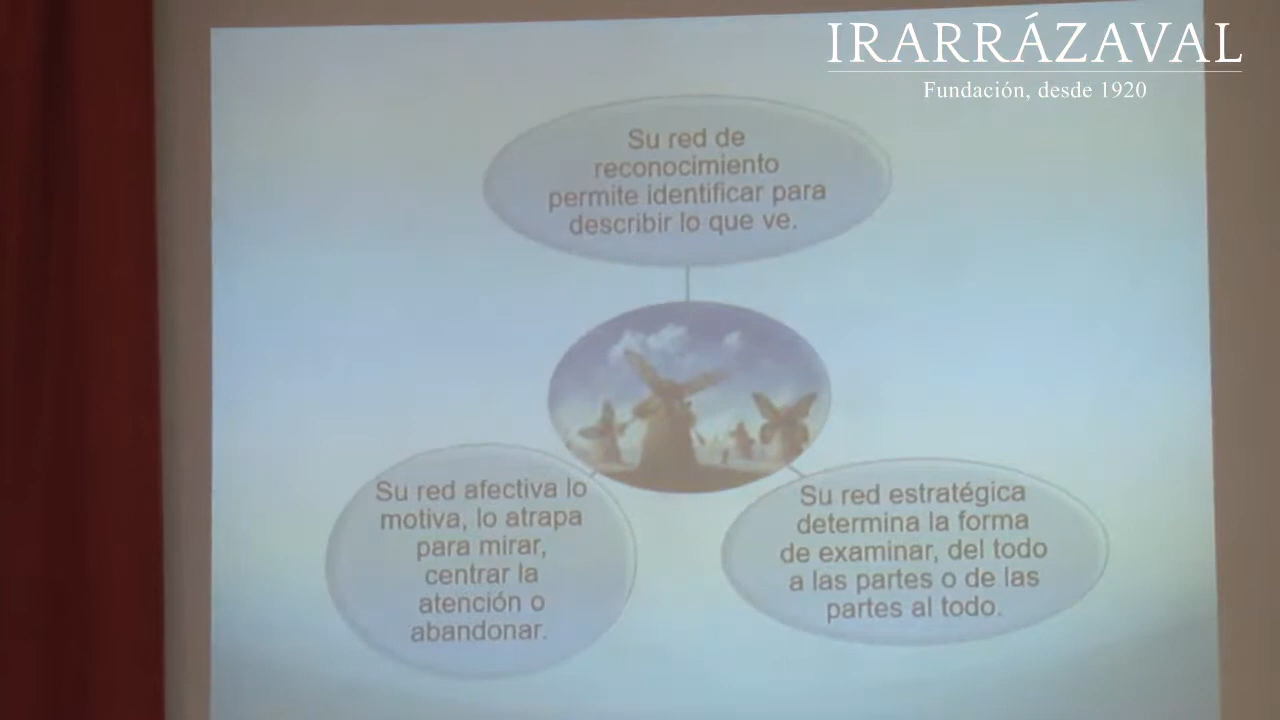 IRARRÁZAVAL
Fundación, desde 1920
Su red de
reconocimiento
permite identificar para
describir lo que ve.
Su red afectiva lo
motiva, lo atrapa
para mirar,
centrar la
atención o
abandonar.
Su red estratégica
determina la forma
de examinar, del todo
a las partes o de las
partes al todo.